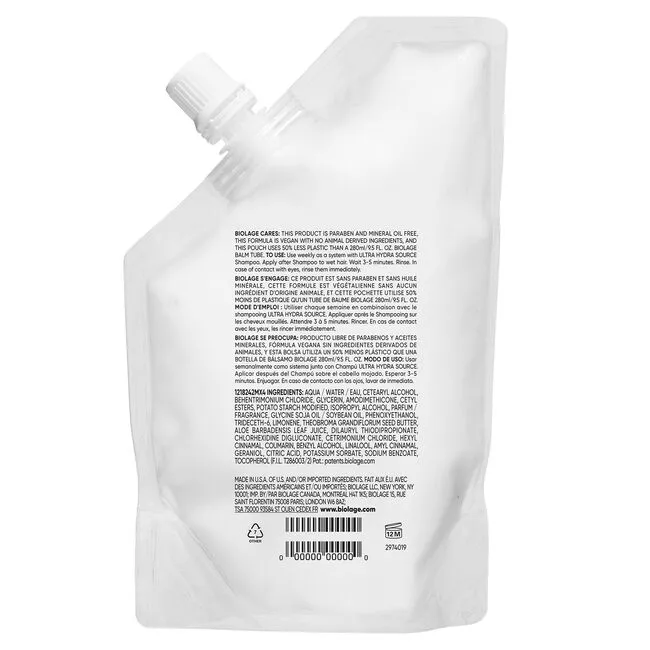 BIOLAGE CARES: THIS PRODUCT IS PARABEN AND MINERAL OIL FREE,
THIS FORMULA IS VEGAN WITH NO ANIMAL DERIVED INGREDIENTS, AND
THIS POUCH USES 50% LESS PLASTIC THAN A 280ml/9.5 FL. OZ. BIOLAGE
BALM TUBE. TO USE: Use weekly as a system with ULTRA HYDRA SOURCE
Shampoo. Apply after Shampoo to wet hair. Wait 3-5 minutes. Rinse. In
case of contact with eyes, rinse them immediately.
BIOLAGE S'ENGAGE: CE PRODUIT EST SANS PARABEN ET SANS HUILE
MINÉRALE, CETTE FORMULE EST VÉGÉTALIENNE SANS AUCUN
INGRÉDIENT D'ORIGINE ANIMALE, ET CETTE POCHETTE UTILISE 50%
MOINS DE PLASTIQUE QU'UN TUBE DE BAUME BIOLAGE 280ml/9.5 FL. OZ.
MODE D'EMPLOI : Utiliser chaque semaine en combinaison avec le
shampooing ULTRA HYDRA SOURCE. Appliquer après le Shampooing sur
les cheveux mouillés. Attendre 3 à 5 minutes. Rincer. En cas de contact
avec les yeux, les rincer immédiatement.
BIOLAGE SE PREOCUPA: PRODUCTO LIBRE DE PARABENOS Y ACEITES
MINERALES, FORMULA VEGANA SIN INGREDIENTES DERIVADOS DE
ANIMALES, Y ESTA BOLSA UTILIZA UN 50% MENOS PLÁSTICO QUE UNA
BOTELLA DE BÁLSAMO BIOLAGE 280ml/9.5 FL. OZ. MODO DE USO: Usar
semanalmente como sistema junto con Champú ULTRA HYDRA SOURCE.
Aplicar después del Champú sobre el cabello mojado. Esperar 3-5
minutos. Enjuagar. En caso de contacto con los ojos, lavar de inmediato.
1218242MX4 INGREDIENTS: AQUA / WATER / EAU, CETEARYL ALCOHOL,
BEHENTRIMONIUM CHLORIDE, GLYCERIN, AMODIMETHICONE, CETYL
ESTERS, POTATO STARCH MODIFIED, ISOPROPYL ALCOHOL, PARFUM /
FRAGRANCE, GLYCINE SOJA OIL / SOYBEAN OIL, PHENOXYETHANOL,
TRIDECETH-6, LIMONENE, THEOBROMA GRANDIFLORUM SEED BUTTER,
ALOE BARBADENSIS LEAF JUICE, DILAURYL THIODIPROPIONATE,
CHLORHEXIDINE DIGLUCONATE, CETRIMONIUM CHLORIDE, HEXYL
CINNAMAL, COUMARIN, BENZYL ALCOHOL, LINALOOL, AMYL CINNAMAL,
GERANIOL, CITRIC ACID, POTASSIUM SORBATE, SODIUM BENZOATE,
TOCOPHEROL (F.I.L. T286003/2) Pat.: patents.biolage.com
MADE IN U.S.A. OF U.S. AND/OR IMPORTED INGREDIENTS. FAIT AUX É.U. AVEC
DES INGRÉDIENTS AMÉRICAINS ET/OU IMPORTÉS; BIOLAGE LLC, NEW YORK, NY
10001; IMP. BY/PAR BIOLAGE CANADA, MONTREAL H4T 1K5; BIOLAGE 15, RUE
SAINT FLORENTIN 75008 PARIS; LONDON W6 8AZ;
TSA 75000 93584 ST OUEN CEDEX FR www.biolage.com
7
OTHER
0 00000 00000 0
12 M
2974019